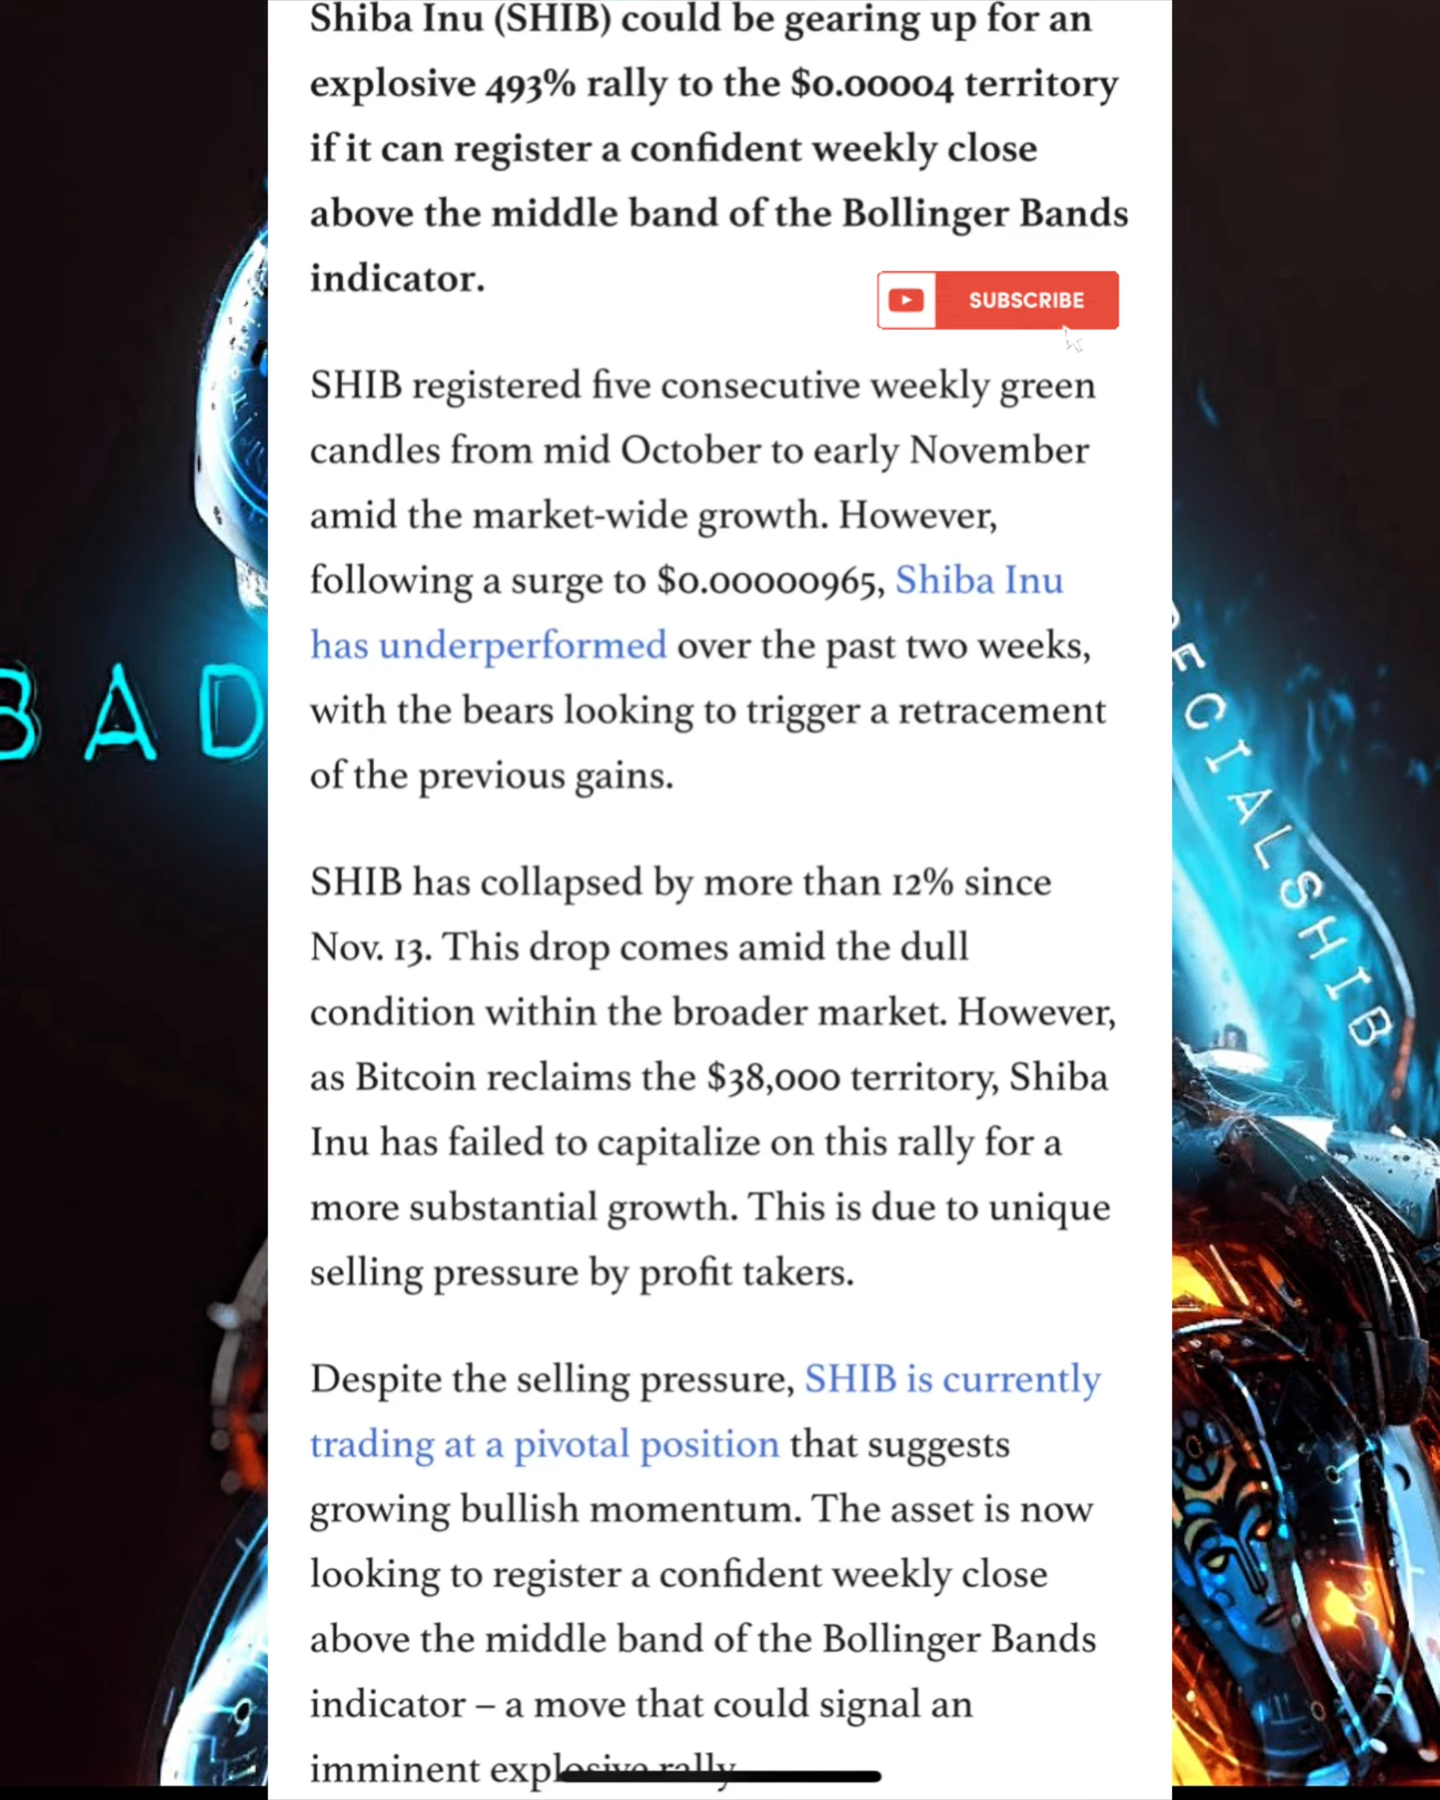 Shiba Inu (SHIB) could be gearing up for an
explosive 493% rally to the $0.00004 territory
if it can register a confident weekly close
above the middle band of the Bollinger Bands
indicator.
SUBSCRIBE
SHIB registered five consecutive weekly green
candles from mid October to early November
amid the market-wide growth. However,
following a surge to $0.00000965, Shiba Inu
has underperformed over the past two weeks,
with the bears looking to trigger a retracement
of the previous gains.
BAD
ECIALSHIB
SHIB has collapsed by more than 12% since
Nov. 13. This drop comes amid the dull
condition within the broader market. However,
as Bitcoin reclaims the $38,000 territory, Shiba
Inu has failed to capitalize on this rally for a
more substantial growth. This is due to unique
selling pressure by profit takers.
Despite the selling pressure, SHIB is currently
trading at a pivotal position that suggests
growing bullish momentum. The asset is now
looking to register a confident weekly close
above the middle band of the Bollinger Bands
indicator – a move that could signal an
imminent explosive rally